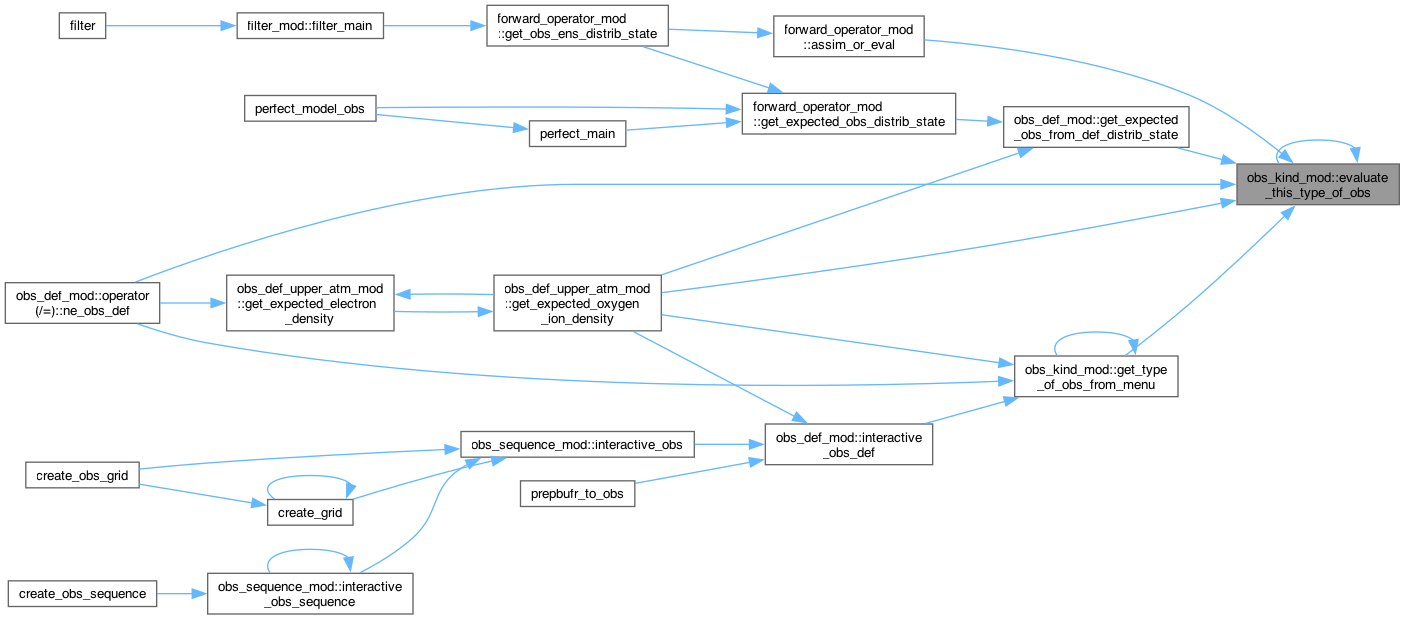 filter
filter_mod::filter_main
forward_operator_mod
::get_obs_ens_distrib_state
forward_operator_mod
::assim_or_eval
perfect_model_obs
perfect_main
forward_operator_mod
::get_expected_obs_distrib_state
obs_def_mod::get_expected
_obs_from_def_distrib_state
obs_kind_mod::evaluate
_this_type_of_obs
obs_def_mod::operator
(/=)::ne_obs_def
obs_def_upper_atm_mod
::get_expected_electron
_density
obs_def_upper_atm_mod
::get_expected_oxygen
_ion_density
obs_kind_mod::get_type
_of_obs_from_menu
obs_def_mod::interactive
_obs_def
obs_sequence_mod::interactive_obs
create_obs_grid
create_grid
prepbufr_to_obs
create_obs_sequence
obs_sequence_mod::interactive
_obs_sequence